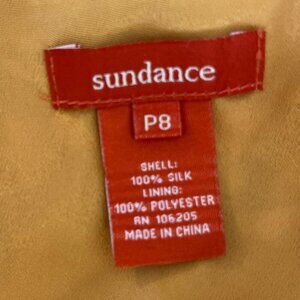 sundance
P8
SHELL:
100% SILK
LINING:
100% POLYESTER
RN 106205
MADE IN CHINA